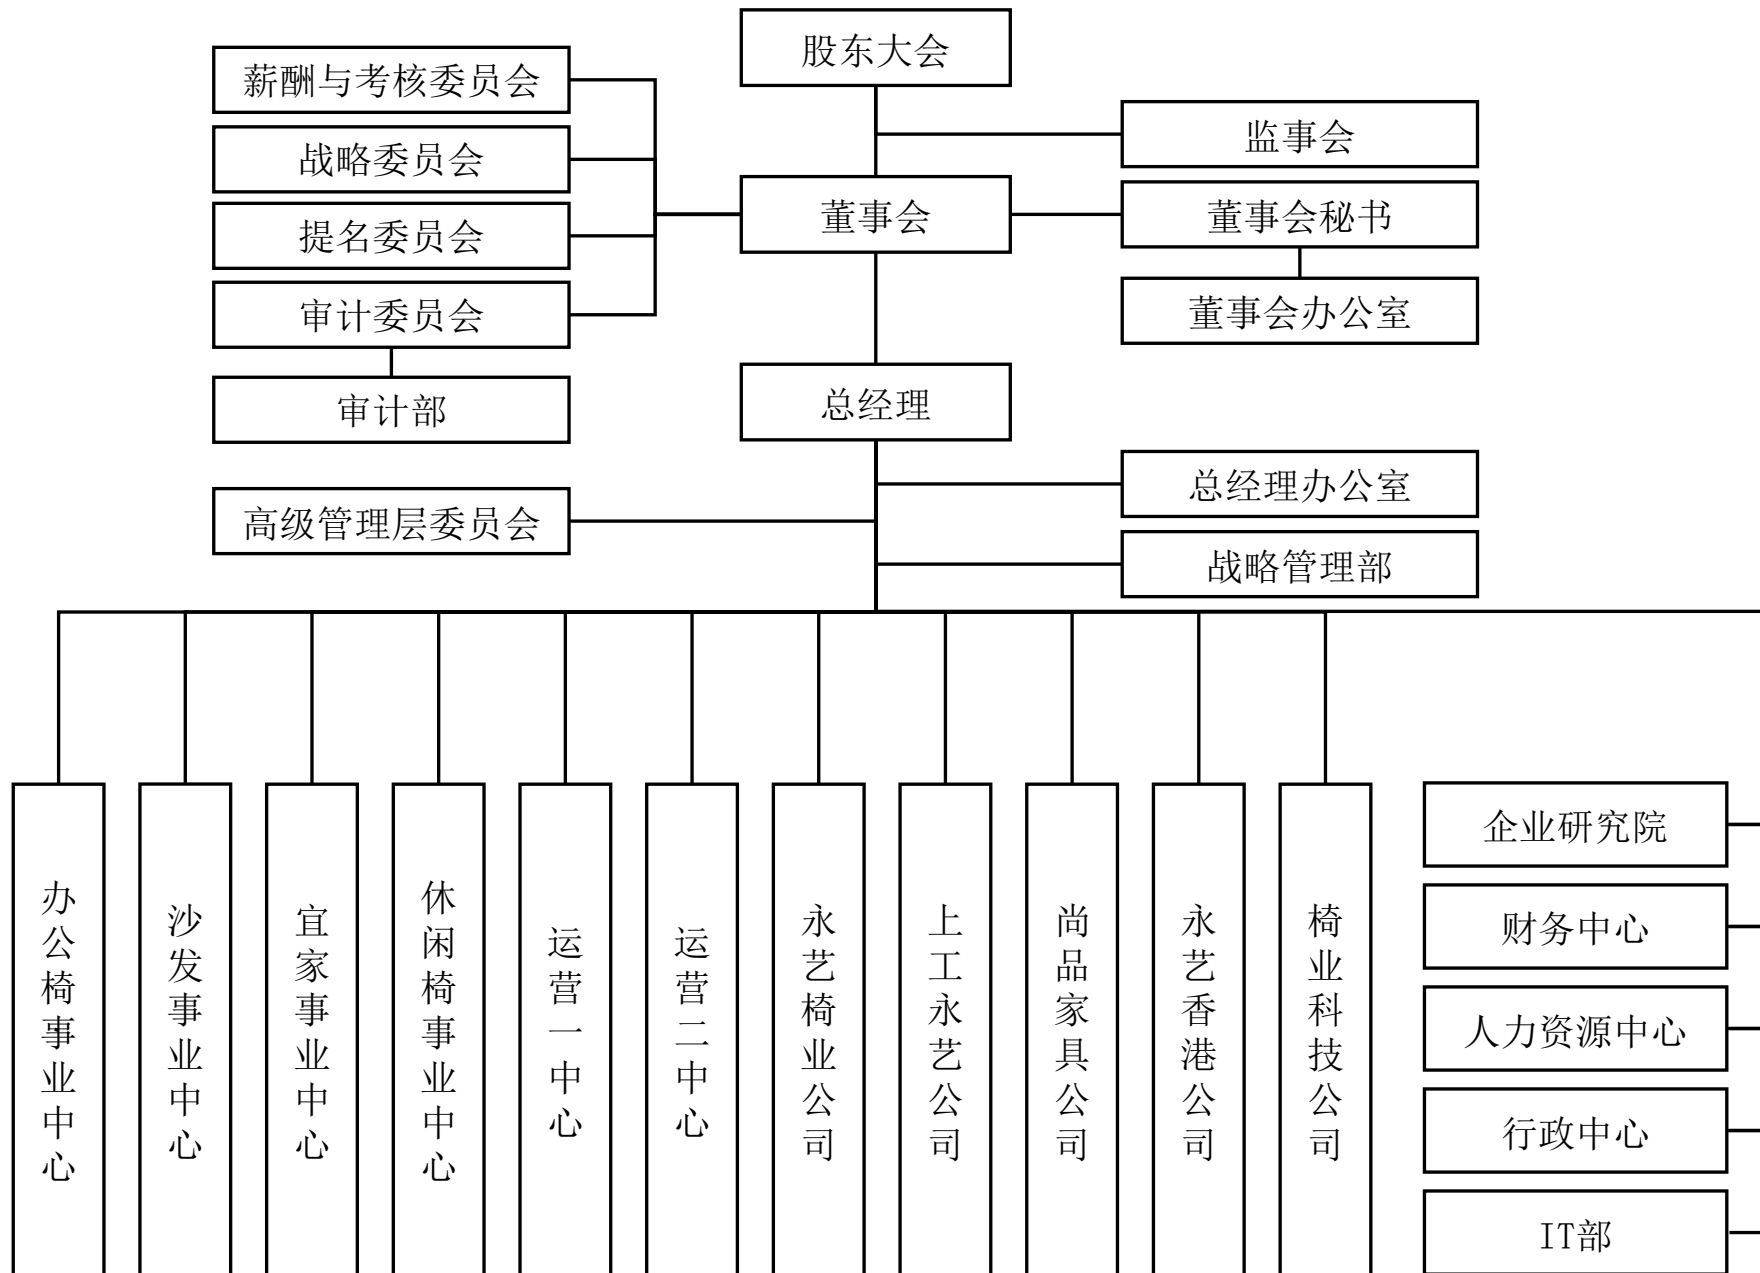 股东大会
薪酬与考核委员会
监事会
战略委员会
董事会
董事会秘书
提名委员会
董事会办公室
审计委员会
总经理
审计部
总经理办公室
高级管理层委员会
战略管理部
办公椅事业中心
沙发事业中心
宜家事业中心
休闲椅事业中心
运营一中心
运营二中心
永艺椅业公司
上工永艺公司
尚品家具公司
永艺香港公司
椅业科技公司
企业研究院
财务中心
人力资源中心
行政中心
IT部